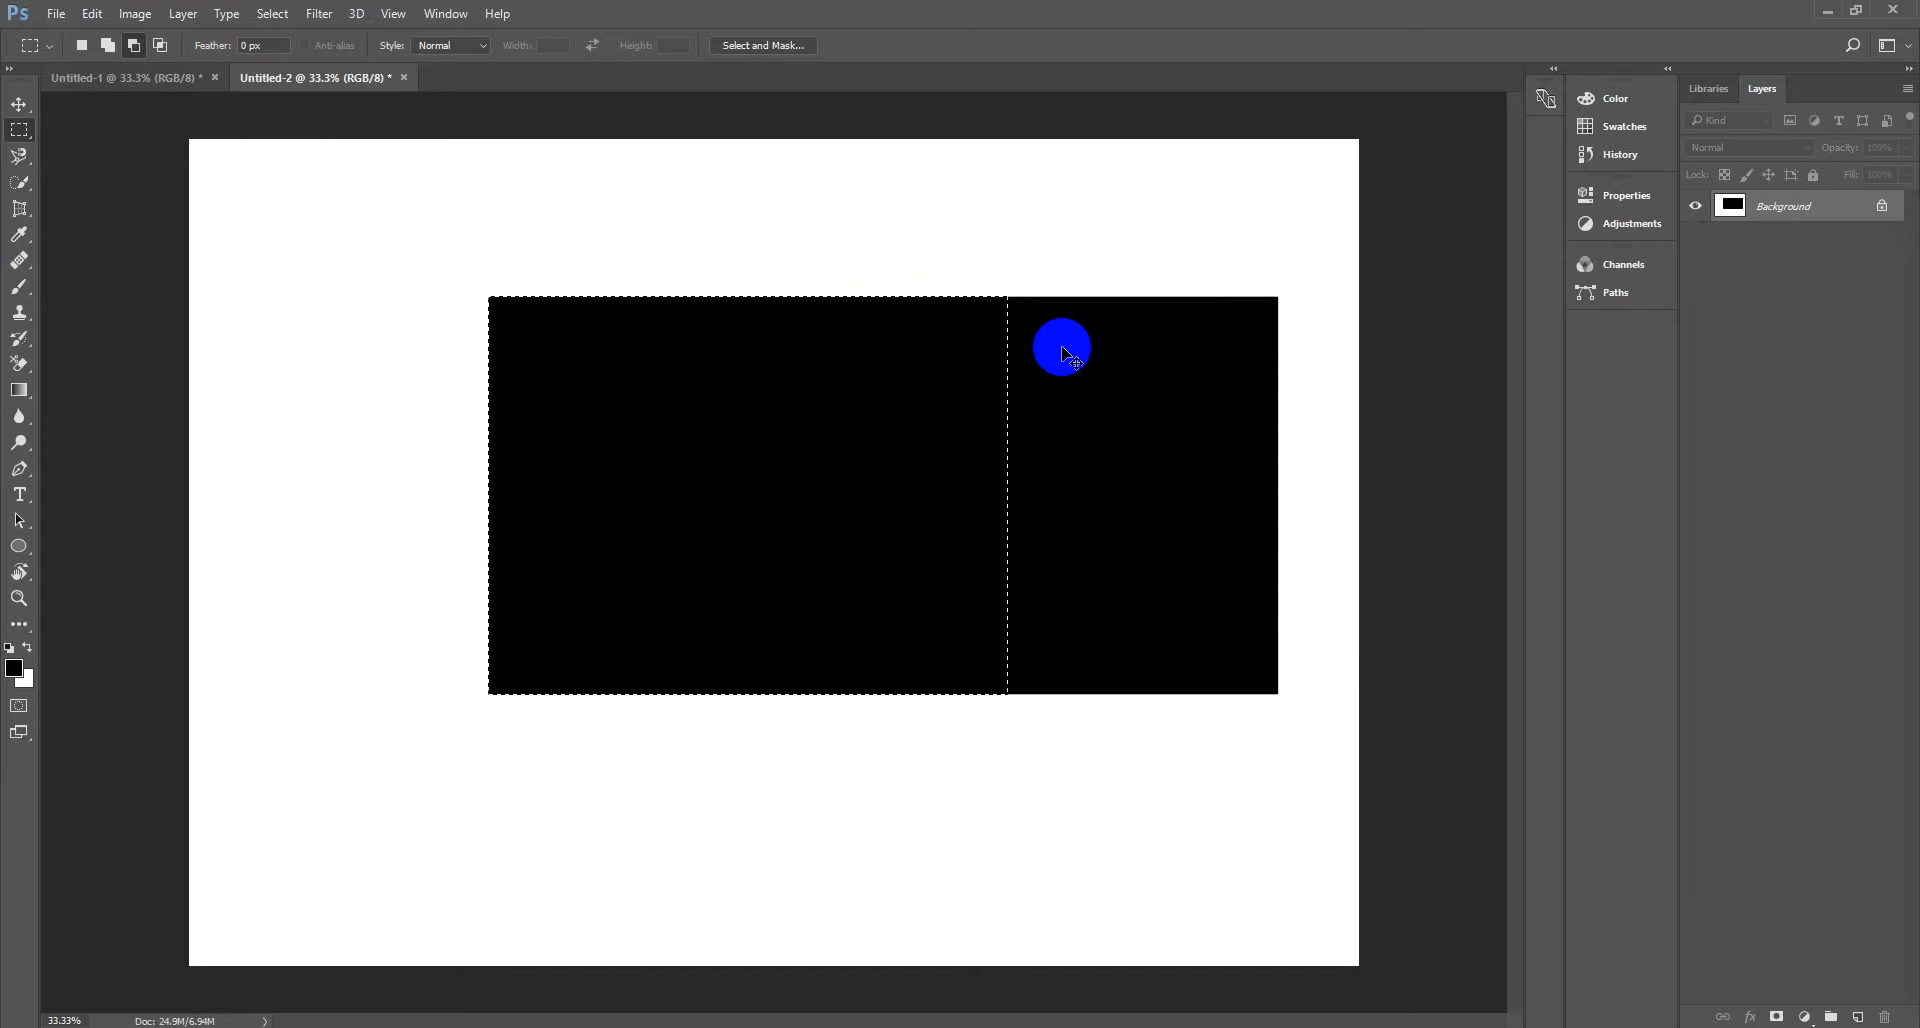 Ps File Edit Image Layer Type Select Filter 3D View Window Help
Feather: 0 px Anti-alias Style: Normal Width: Height: Select and Mask...
Untitled-1 @ 33.3% (RGB/8) * × Untitled-2 @ 33.3% (RGB/8) * ×
Libraries Layers
Color
Swatches
History
Properties
Adjustments
Channels
Paths
Kind
Normal Opacity: 100%
Lock: Fill: 100%
Background
33.33% Doc: 24.9M/6.94M